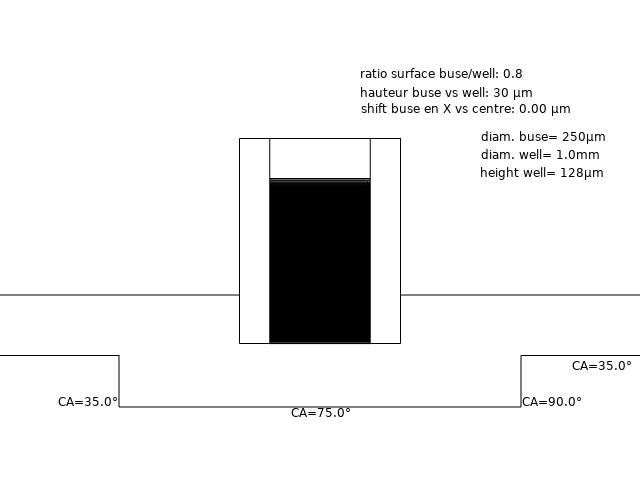 ratio surface buse/well: 0.8
hauteur buse vs well: 30 µm
shift buse en X vs centre: 0.00 µm
diam. buse= 250µm
diam. well= 1.0mm
height well= 128µm
CA=35.0°
CA=35.0°
CA=90.0°
CA=75.0°